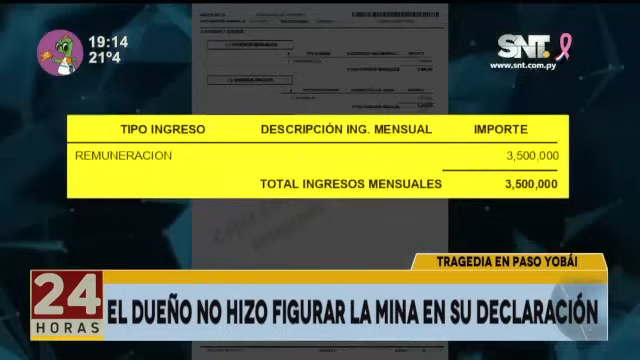 19:14
21°4
SNT.
www.snt.com.py
TIPO INGRESO DESCRIPCIÓN ING. MENSUAL IMPORTE
REMUNERACION 3,500,000
TOTAL INGRESOS MENSUALES 3,500,000
TRAGEDIA EN PASO YOBÁI
24 HORAS
EL DUEÑO NO HIZO FIGURAR LA MINA EN SU DECLARACIÓN